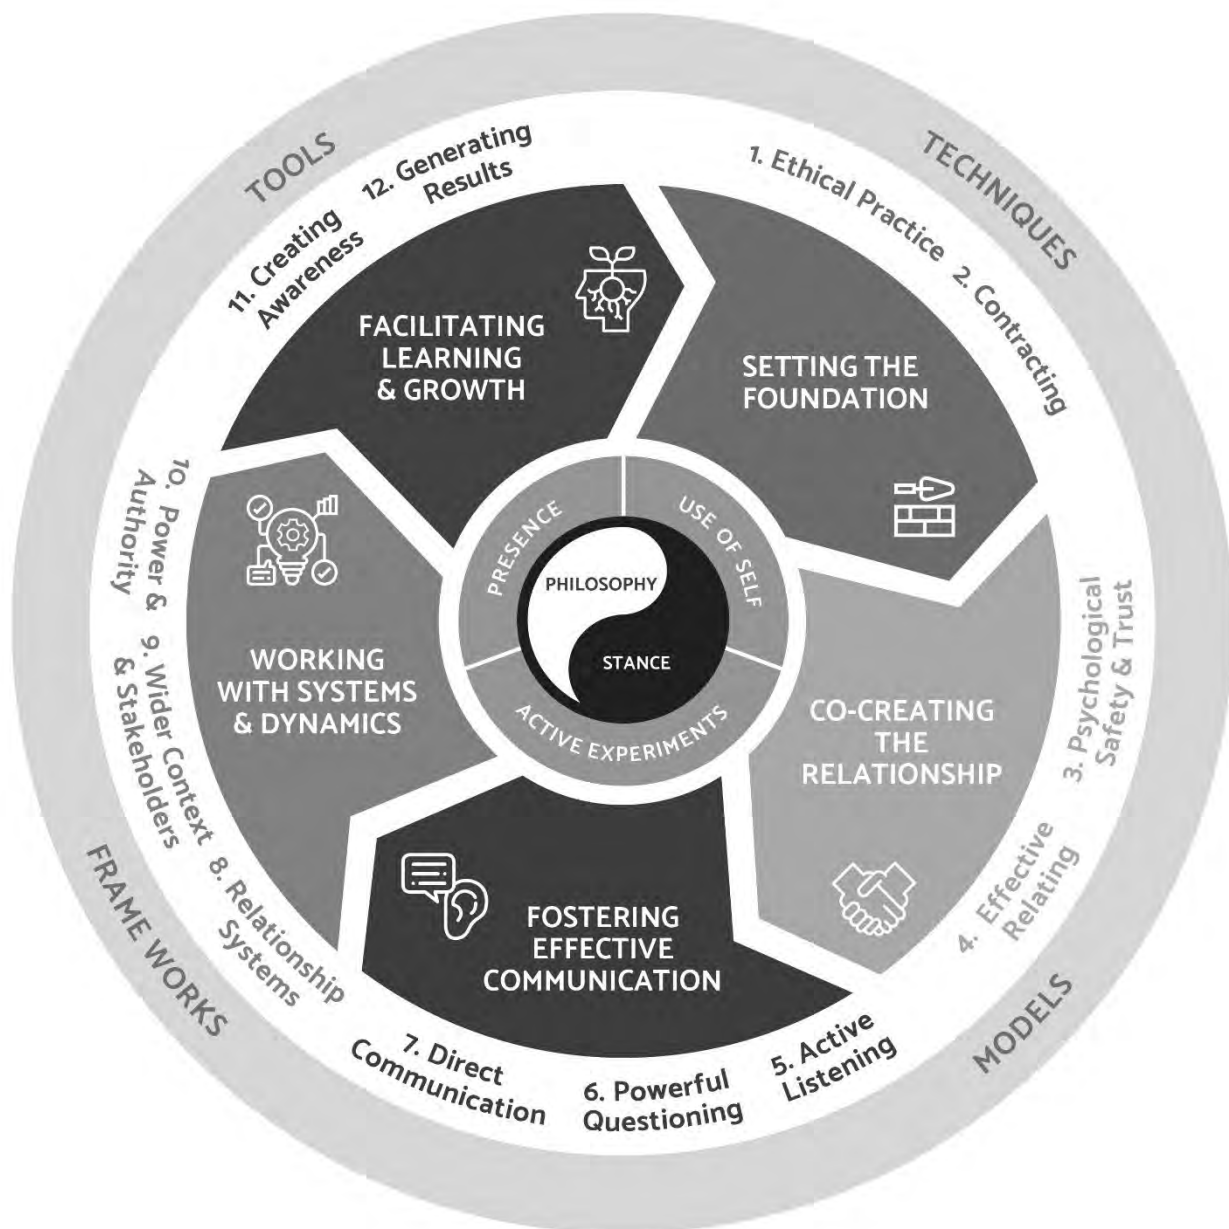 TOOLS
TECHNIQUES
MODELS
FRAME WORKS
1. Ethical Practice
2. Contracting
3. Psychological
Safety & Trust
4. Effective
Relating
5. Active
Listening
6. Powerful
Questioning
7. Direct
Communication
8. Relationship
Systems
9. Wider Context
& Stakeholders
10. Power &
Authority
11. Creating
Awareness
12. Generating
Results
SETTING THE
FOUNDATION
CO-CREATING
THE
RELATIONSHIP
FOSTERING
EFFECTIVE
COMMUNICATION
WORKING
WITH SYSTEMS
& DYNAMICS
FACILITATING
LEARNING
& GROWTH
PRESENCE
USE OF SELF
ACTIVE EXPERIMENTS
PHILOSOPHY
STANCE